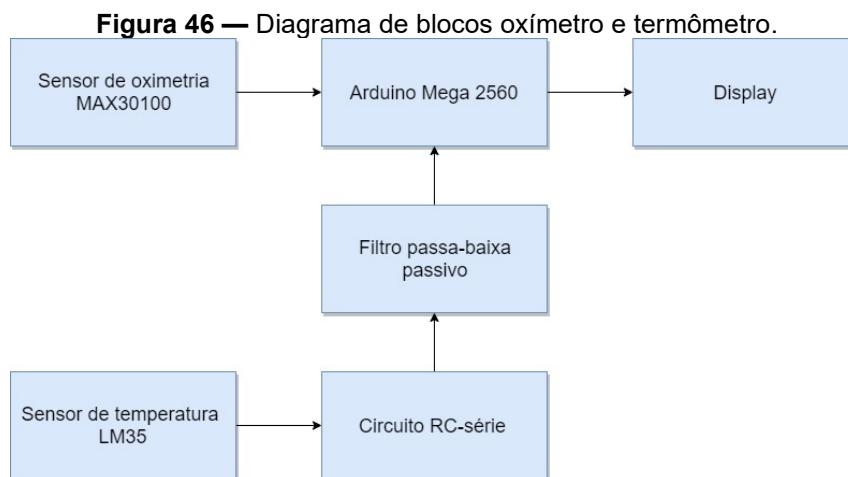 Figura 46 — Diagrama de blocos oxímetro e termômetro.
Sensor de oximetria
MAX30100
Arduino Mega 2560
Display
Filtro passa-baixa
passivo
Sensor de temperatura
LM35
Circuito RC-série